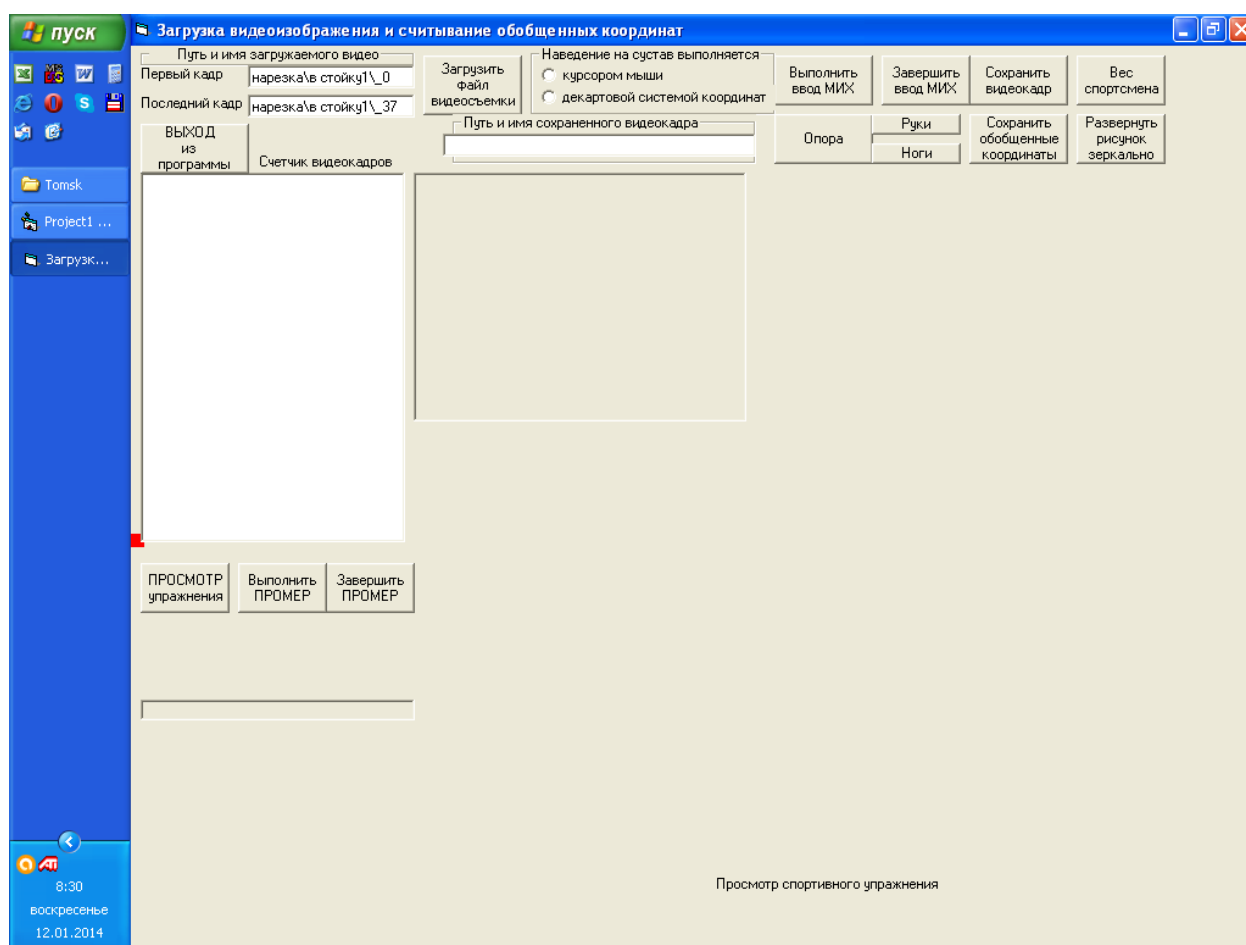 пуск
Загрузка видеоизображения и считывание обобщенных координат
Путь и имя загружаемого видео
Первый кадр
нарезка\в стойку1\_0
Последний кадр
нарезка\в стойку1\_37
Загрузить
файл
видеосъемки
Наведение на сустав выполняется
курсором мыши
декартовой системой координат
Выполнить
ввод МИХ
Завершить
ввод МИХ
Сохранить
видеокадр
Вес
спортсмена
ВЫХОД
из
программы
Счетчик видеокадров
Путь и имя сохраненного видеокадра
Опора
Руки
Ноги
Сохранить
обобщенные
координаты
Развернуть
рисунок
зеркально
Tomsk
Project1 ...
Загрузк...
ПРОСМОТР
упражнения
Выполнить
ПРОМЕР
Завершить
ПРОМЕР
Просмотр спортивного упражнения
8:30
воскресенье
12.01.2014